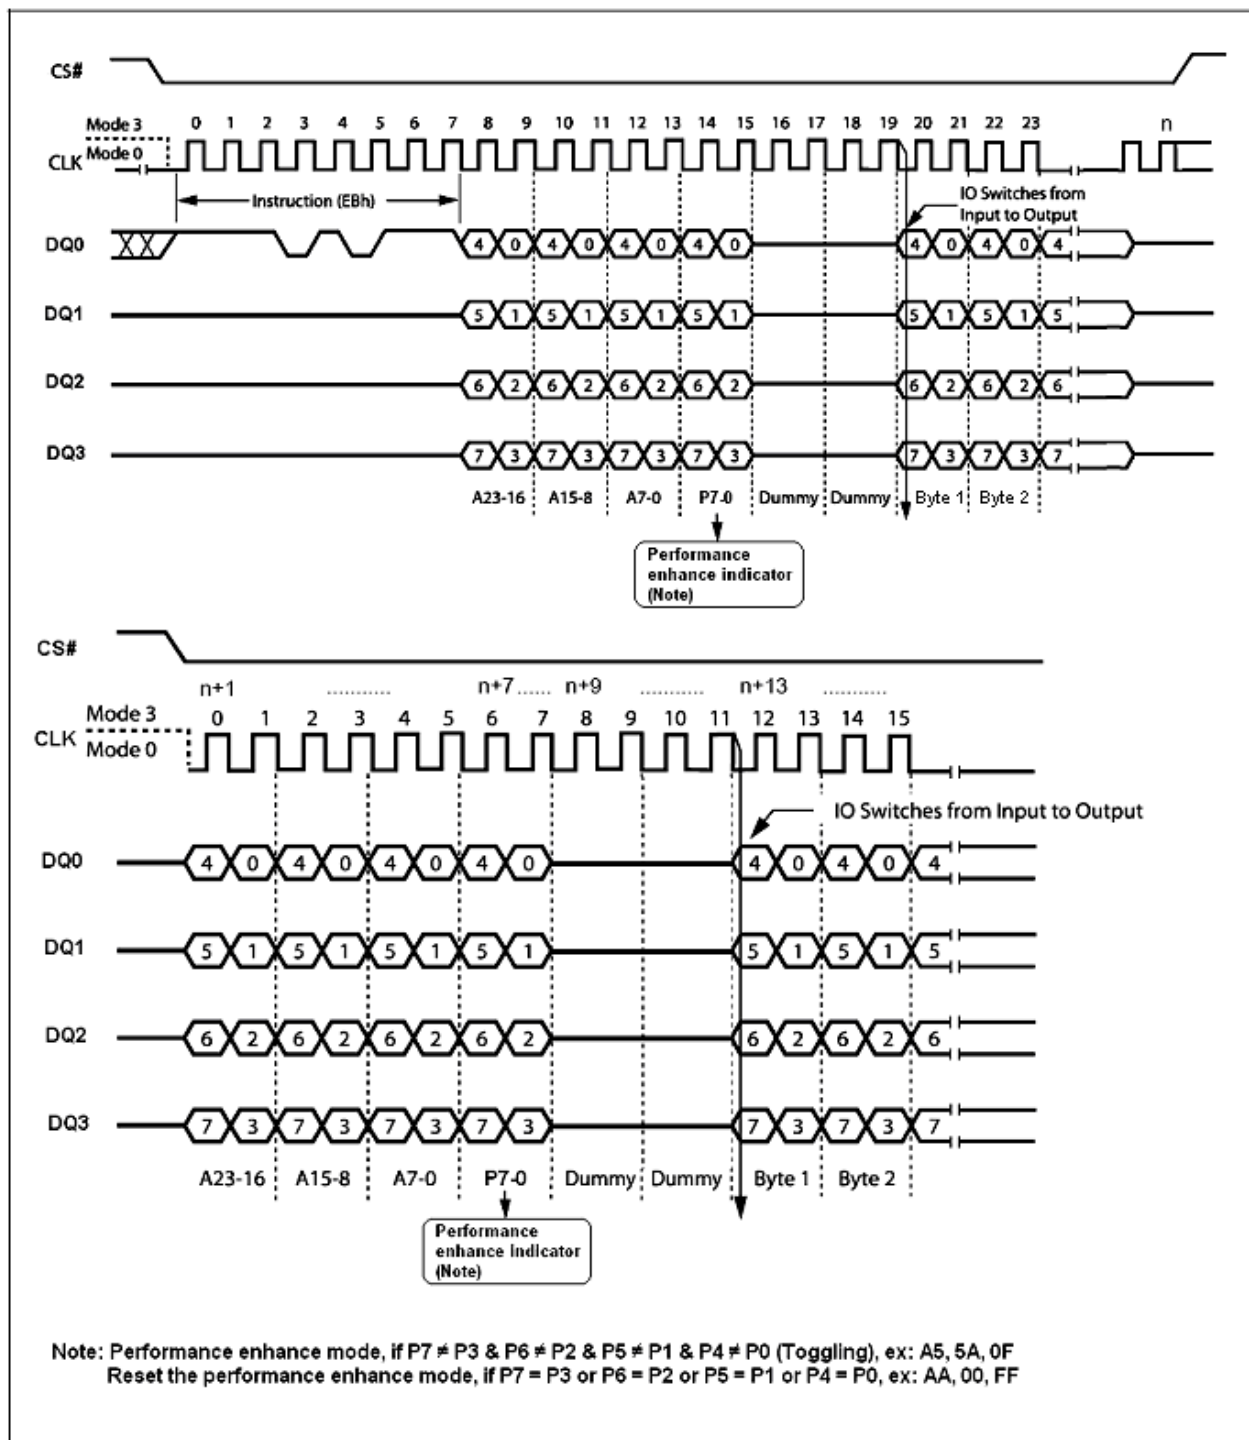 CS#
Mode 3 0 1 2 3 4 5 6 7 8 9 10 11 12 13 14 15 16 17 18 19 20 21 22 23 n
CLK Mode 0
Instruction (EBh)
IO Switches from
Input to Output
DQ0 4 0 4 0 4 0 4 0 4 0 4 0 4
DQ1 5 1 5 1 5 1 5 1 5 1 5 1 5
DQ2 6 2 6 2 6 2 6 2 6 2 6 2 6
DQ3 7 3 7 3 7 3 7 3 7 3 7 3 7
A23-16 A15-8 A7-0 P7-0 Dummy Dummy Byte 1 Byte 2
Performance
enhance indicator
(Note)
CS#
n+1 ........... n+7 ...... n+9 ........... n+13 ...........
Mode 3 0 1 2 3 4 5 6 7 8 9 10 11 12 13 14 15
CLK Mode 0
IO Switches from Input to Output
DQ0 4 0 4 0 4 0 4 0 4 0 4 0 4
DQ1 5 1 5 1 5 1 5 1 5 1 5 1 5
DQ2 6 2 6 2 6 2 6 2 6 2 6 2 6
DQ3 7 3 7 3 7 3 7 3 7 3 7 3 7
A23-16 A15-8 A7-0 P7-0 Dummy Dummy Byte 1 Byte 2
Performance
enhance indicator
(Note)
Note: Performance enhance mode, if P7 ≠ P3 & P6 ≠ P2 & P5 ≠ P1 & P4 ≠ P0 (Toggling), ex: A5, 5A, 0F
Reset the performance enhance mode, if P7 = P3 or P6 = P2 or P5 = P1 or P4 = P0, ex: AA, 00, FF